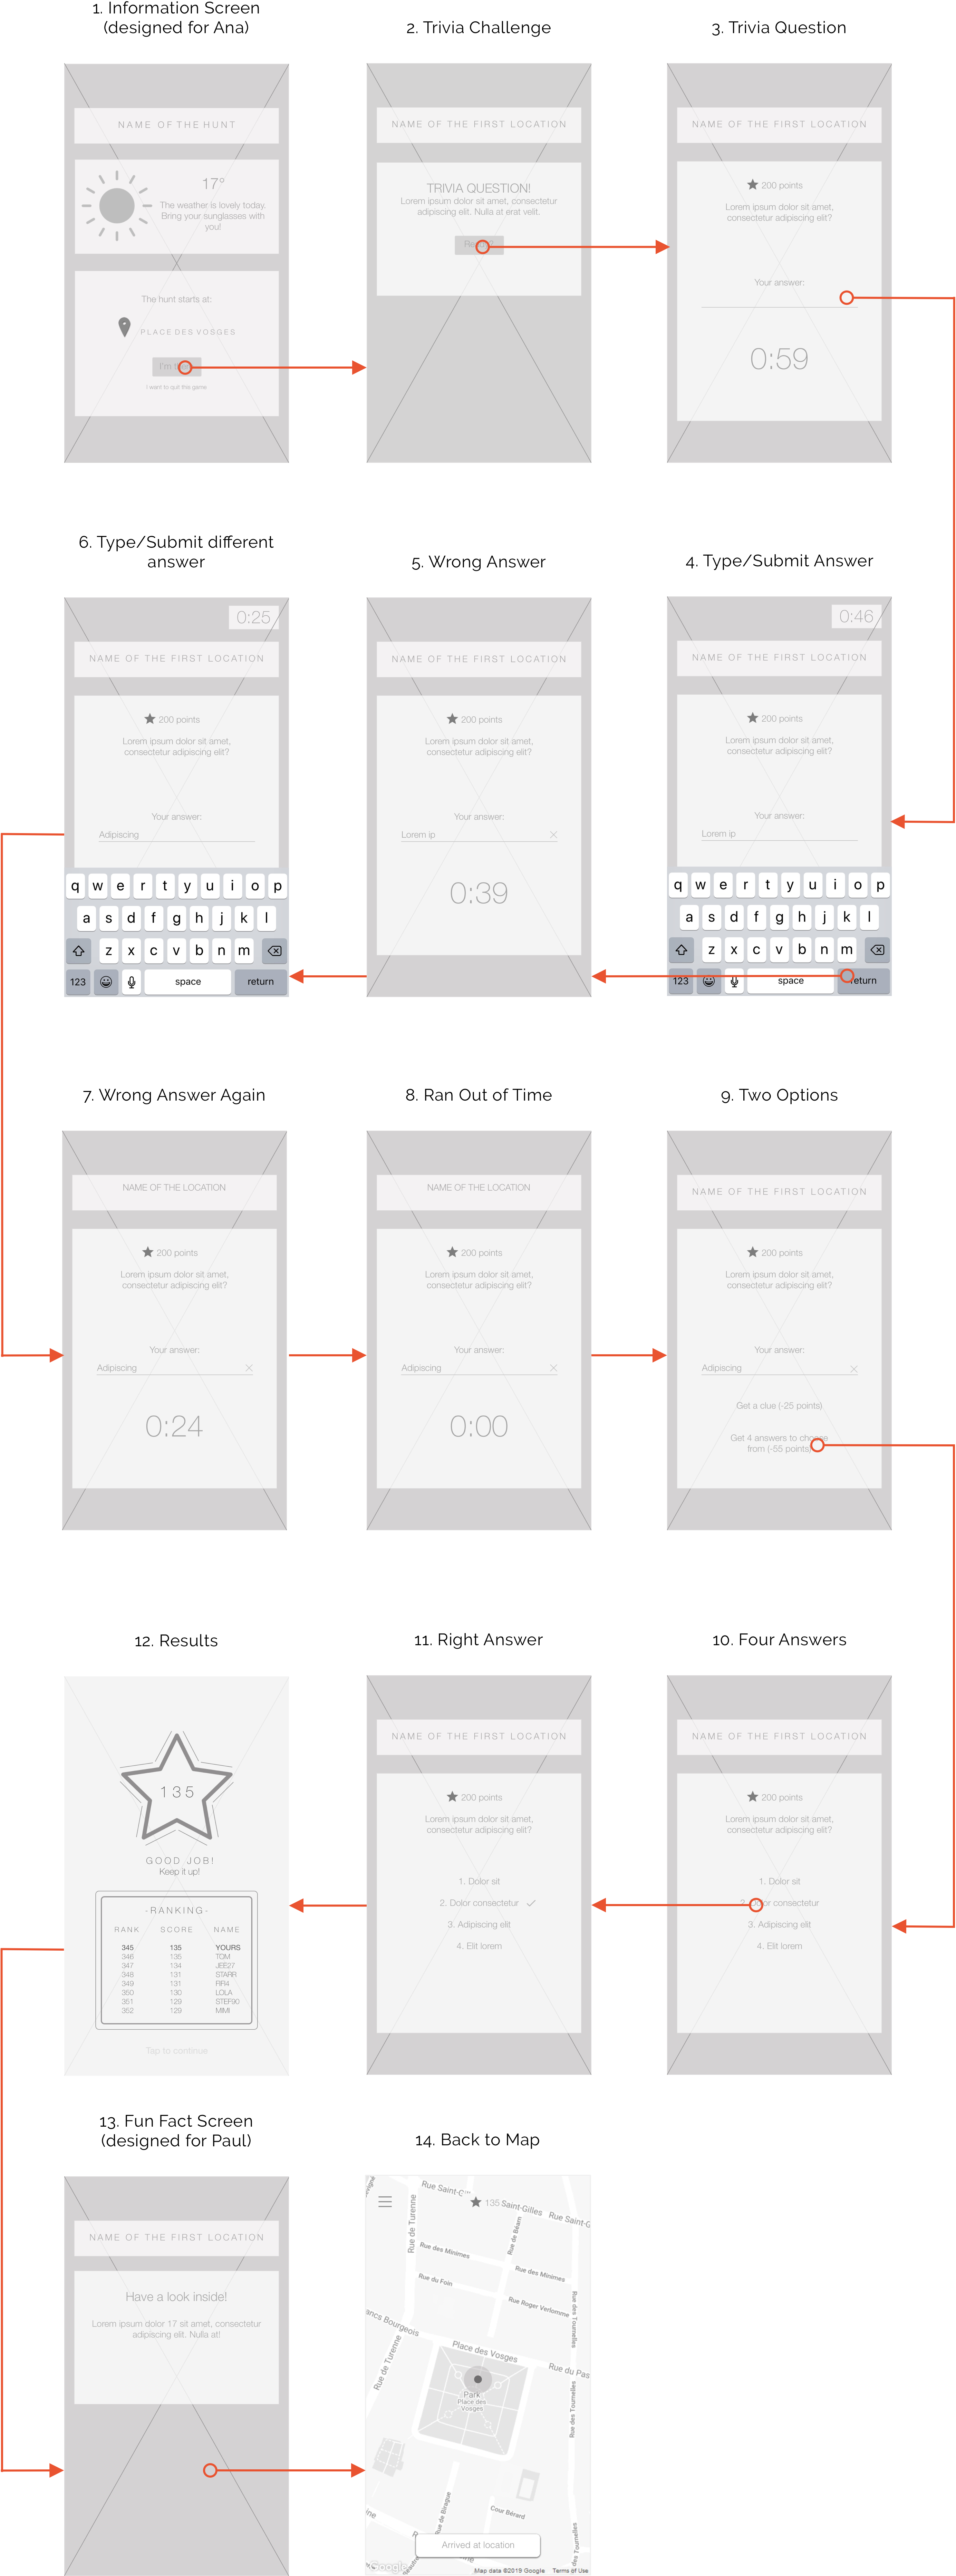 1. Information Screen
(designed for Ana)
2. Trivia Challenge
3. Trivia Question
NAME OF THE HUNT
17°
The weather is lovely today.
Bring your sunglasses with
you!
The hunt starts at:
PLACE DES VOSGES
I want to quit this game
NAME OF THE FIRST LOCATION
TRIVIA QUESTION!
Lorem ipsum dolor sit amet, consectetur
adipiscing elit. Nulla at erat velit.
NAME OF THE FIRST LOCATION
200 points
Lorem ipsum dolor sit amet,
consectetur adipiscing elit?
Your answer:
0:59
6. Type/Submit different
answer
5. Wrong Answer
4. Type/Submit Answer
0:25
NAME OF THE FIRST LOCATION
200 points
Lorem ipsum dolor sit amet,
consectetur adipiscing elit?
Your answer:
Adipiscing
q w e r t y u i o p
a s d f g h j k l
z x c v b n m
123 space return
NAME OF THE FIRST LOCATION
200 points
Lorem ipsum dolor sit amet,
consectetur adipiscing elit?
Your answer:
Lorem ip
0:39
0:46
NAME OF THE FIRST LOCATION
200 points
Lorem ipsum dolor sit amet,
consectetur adipiscing elit?
Your answer:
Lorem ip
q w e r t y u i o p
a s d f g h j k l
z x c v b n m
123 space return
7. Wrong Answer Again
8. Ran Out of Time
9. Two Options
NAME OF THE LOCATION
200 points
Lorem ipsum dolor sit amet,
consectetur adipiscing elit?
Your answer:
Adipiscing
0:24
NAME OF THE LOCATION
200 points
Lorem ipsum dolor sit amet,
consectetur adipiscing elit?
Your answer:
Adipiscing
0:00
NAME OF THE FIRST LOCATION
200 points
Lorem ipsum dolor sit amet,
consectetur adipiscing elit?
Your answer:
Adipiscing
Get a clue (-25 points)
Get 4 answers to choose
from (-55 points)
12. Results
11. Right Answer
10. Four Answers
135
GOOD JOB!
Keep it up!
-RANKING-
RANK SCORE NAME
345 135 YOURS
346 135 TOM
347 134 JEE27
348 131 STARR
349 131 RR4
350 130 LOLA
351 129 STEF90
352 129 MIMI
Tap to continue
NAME OF THE FIRST LOCATION
200 points
Lorem ipsum dolor sit amet,
consectetur adipiscing elit?
1. Dolor sit
2. Dolor consectetur
3. Adipiscing elit
4. Elit lorem
NAME OF THE FIRST LOCATION
200 points
Lorem ipsum dolor sit amet,
consectetur adipiscing elit?
1. Dolor sit
2. Dolor consectetur
3. Adipiscing elit
4. Elit lorem
13. Fun Fact Screen
(designed for Paul)
14. Back to Map
NAME OF THE FIRST LOCATION
Have a look inside!
Lorem ipsum dolor 17 sit amet, consectetur
adipiscing elit. Nulla at!
135
Rue Saint-G
Saint-Gilles
Rue Saint-G
Rue de Turenne
Rue de Béarn
Rue des Minimes
Rue des Minimes
Rue du Foin
Rue Roger Verlomme
Rue des Tournelles
ancs Bourgeois
Place des Vosges
Rue du Pas
Rue de Turenne
Park
Place des
Vosges
Rue des Tournelles
Rue de Birague
Cour Bérard
Rue des Tournelles
Arrived at location
Google
Map data ©2019 Google
Terms of Use